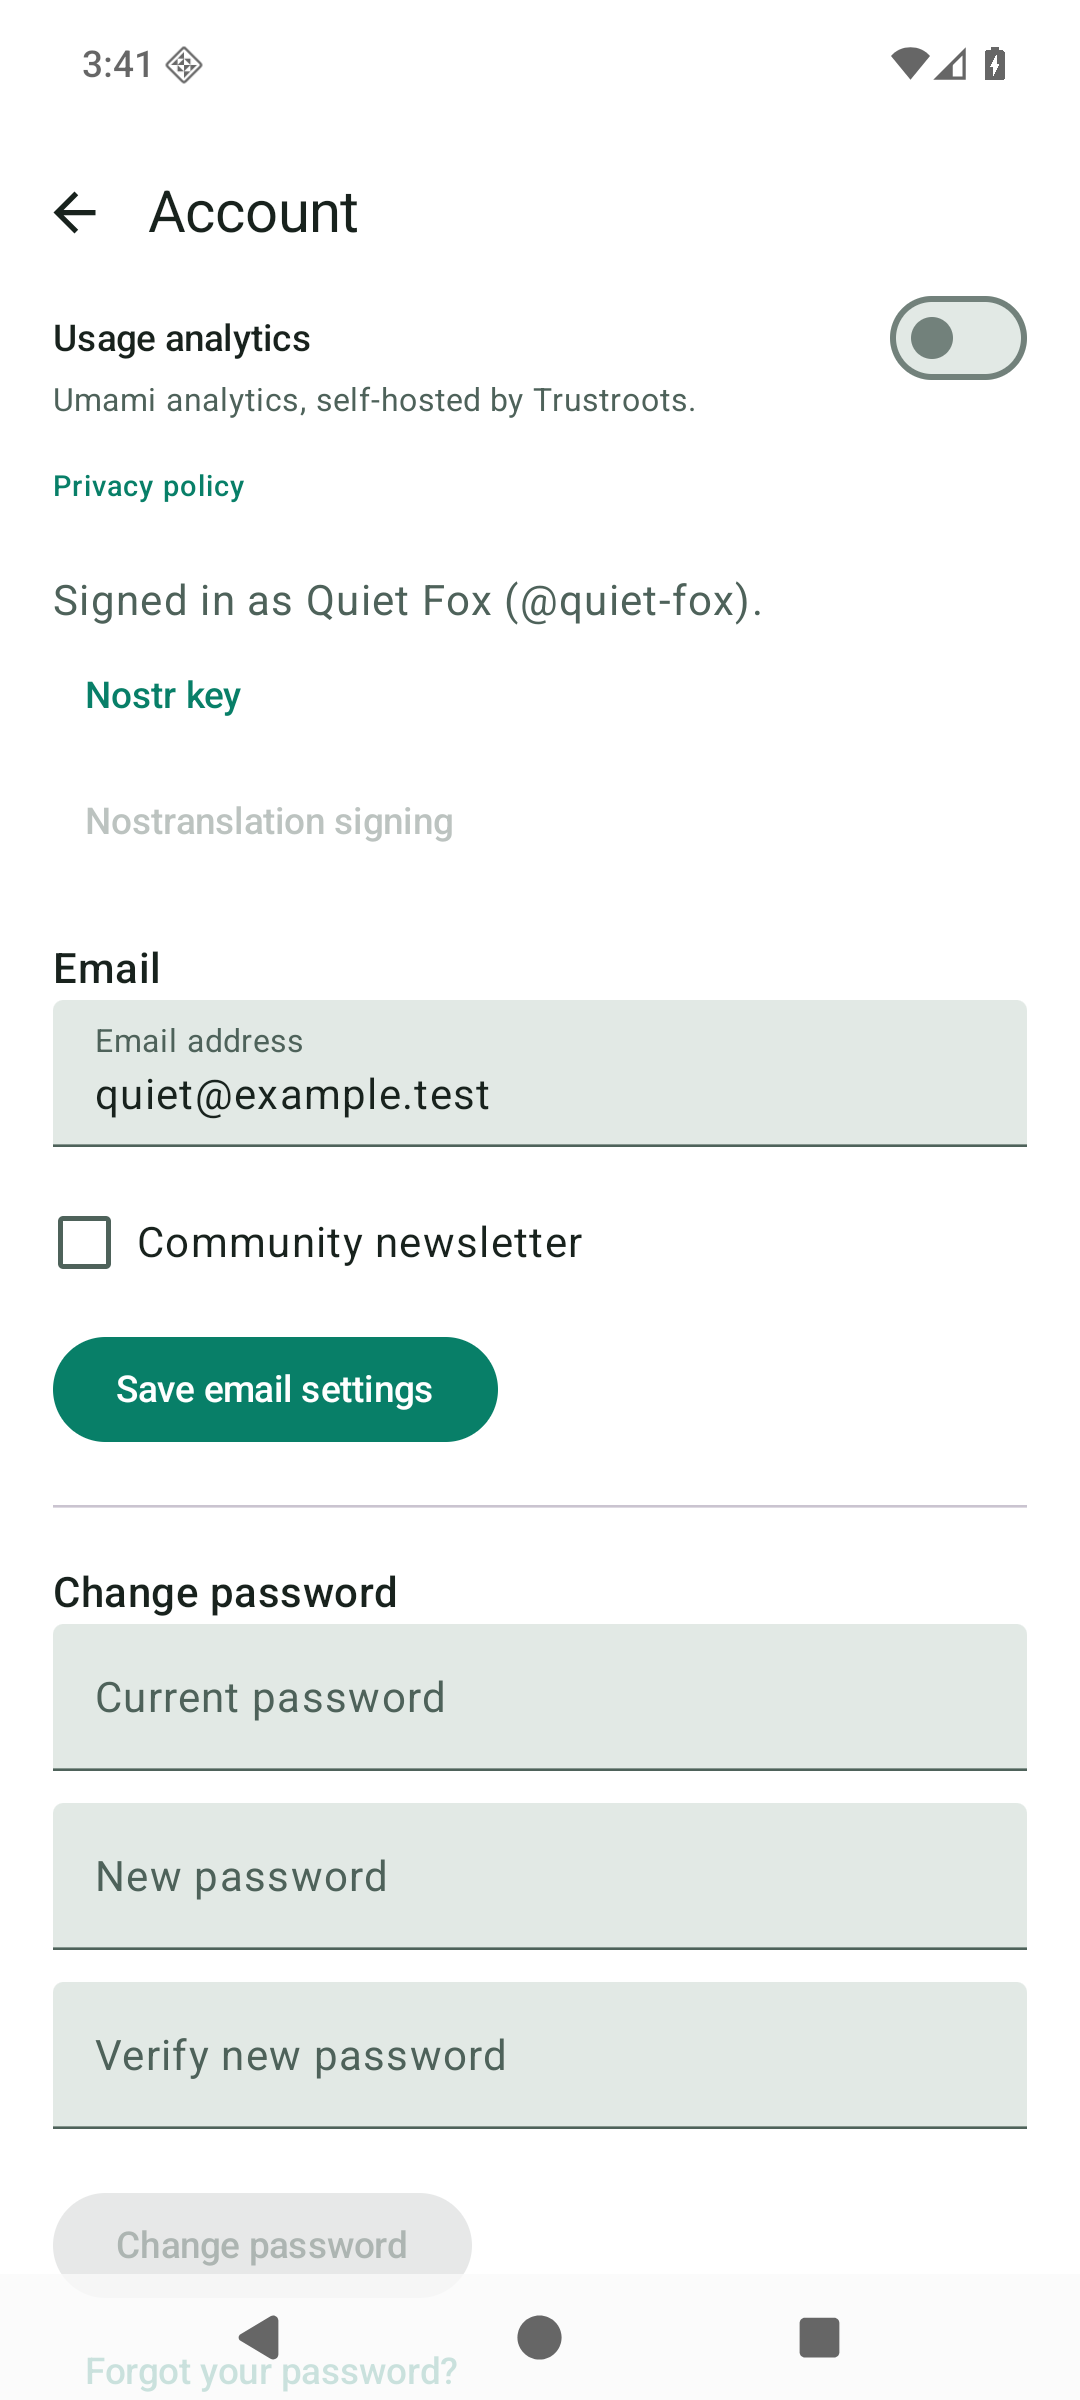 3:41
Account
Usage analytics
Umami analytics, self-hosted by Trustroots.
Privacy policy
Signed in as Quiet Fox (@quiet-fox).
Nostr key
Nostranslation signing
Email
Email address
quiet@example.test
Community newsletter
Save email settings
Change password
Current password
New password
Verify new password
Change password
Forgot your password?